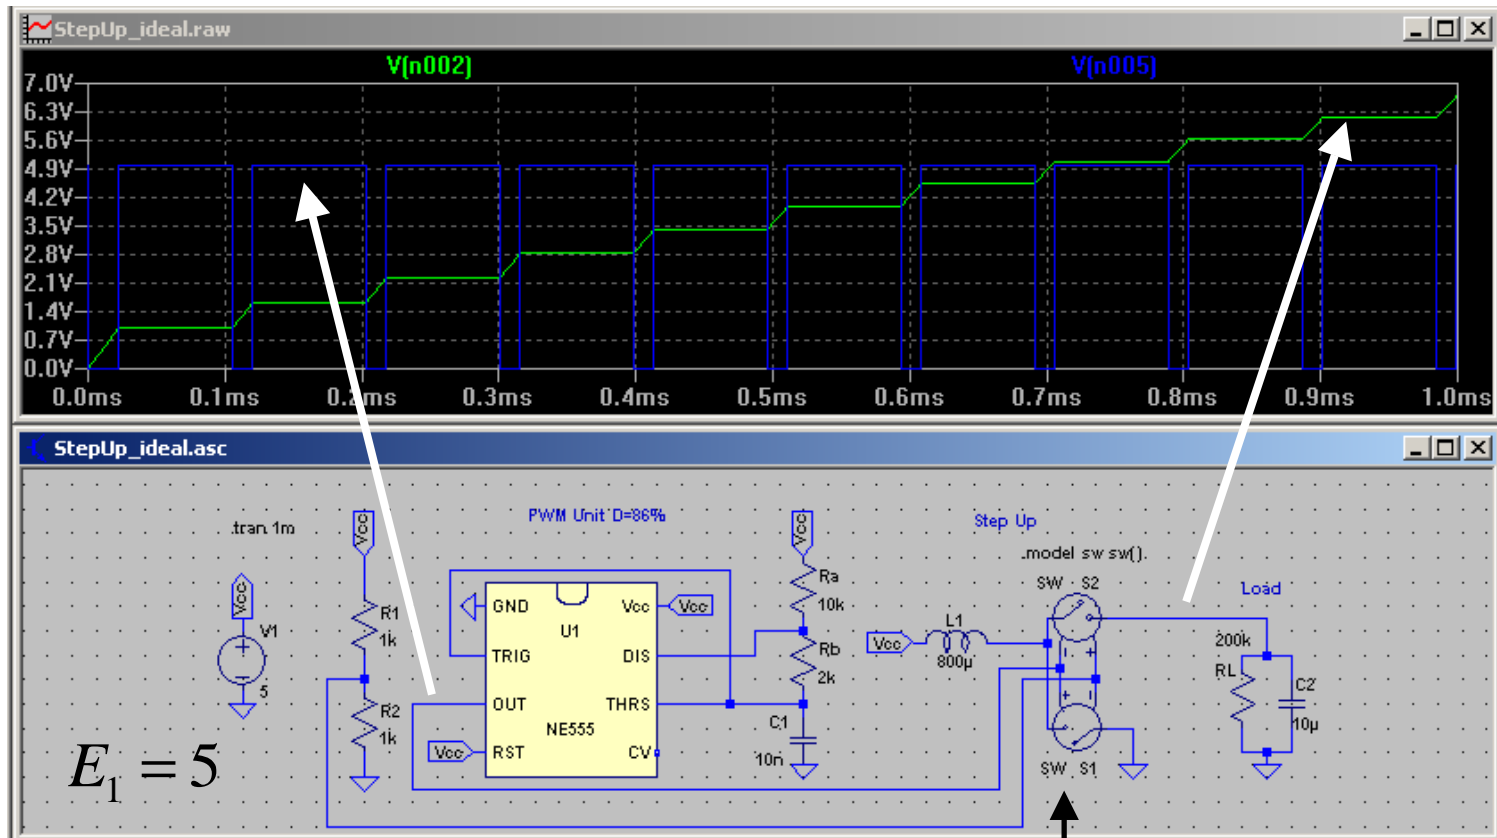 StepUp_ideal.raw
V(n002) V(n005)
7.0V
6.3V
5.6V
4.9V
4.2V
3.5V
2.8V
2.1V
1.4V
0.7V
0.0V
0.0ms 0.1ms 0.2ms 0.3ms 0.4ms 0.5ms 0.6ms 0.7ms 0.8ms 0.9ms 1.0ms
StepUp_ideal.asc
.tran 1m
PWM Unit D=86%
Step Up
.model sw sw()
Vcc
Vcc
Vcc
V1
5
R1
1k
R2
1k
GND Vcc
Vcc
U1
TRIG DIS
OUT THRS
NE555
RST CV
Vcc
Ra
10k
Rb
2k
C1
10n
Vcc
L1
800µ
SW S2
SW S1
Load
200k
RL
C2
10µ
E1 = 5